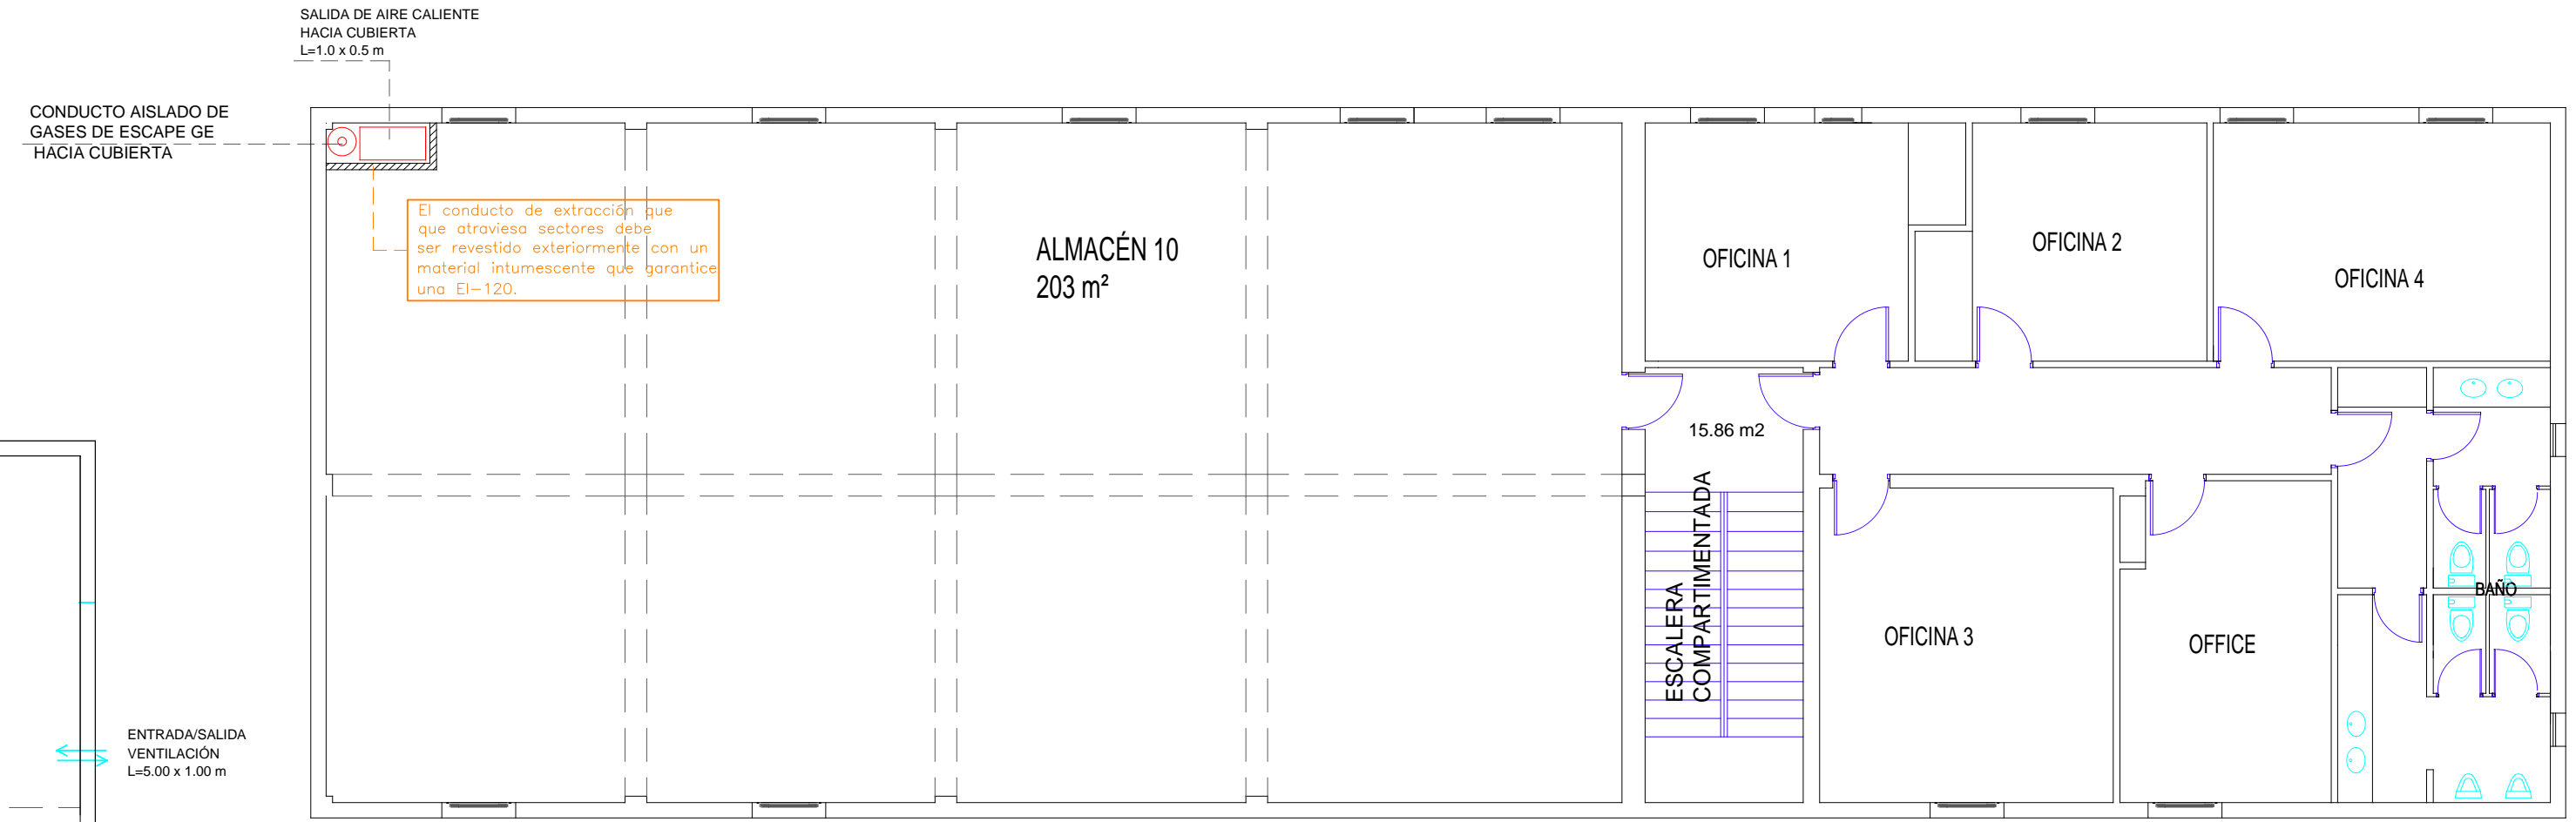 SALIDA DE AIRE CALIENTE
HACIA CUBIERTA
L=1.0 x 0.5 m
CONDUCTO AISLADO DE
GASES DE ESCAPE GE
HACIA CUBIERTA
El conducto de extracción que
que atraviesa sectores debe
ser revestido exteriormente con un
material intumescente que garantice
una EI-120.
ALMACÉN 10
203 m²
OFICINA 1
OFICINA 2
OFICINA 4
15.86 m2
ESCALERA
COMPARTIMENTADA
OFICINA 3
OFFICE
BAÑO
ENTRADA/SALIDA
VENTILACIÓN
L=5.00 x 1.00 m